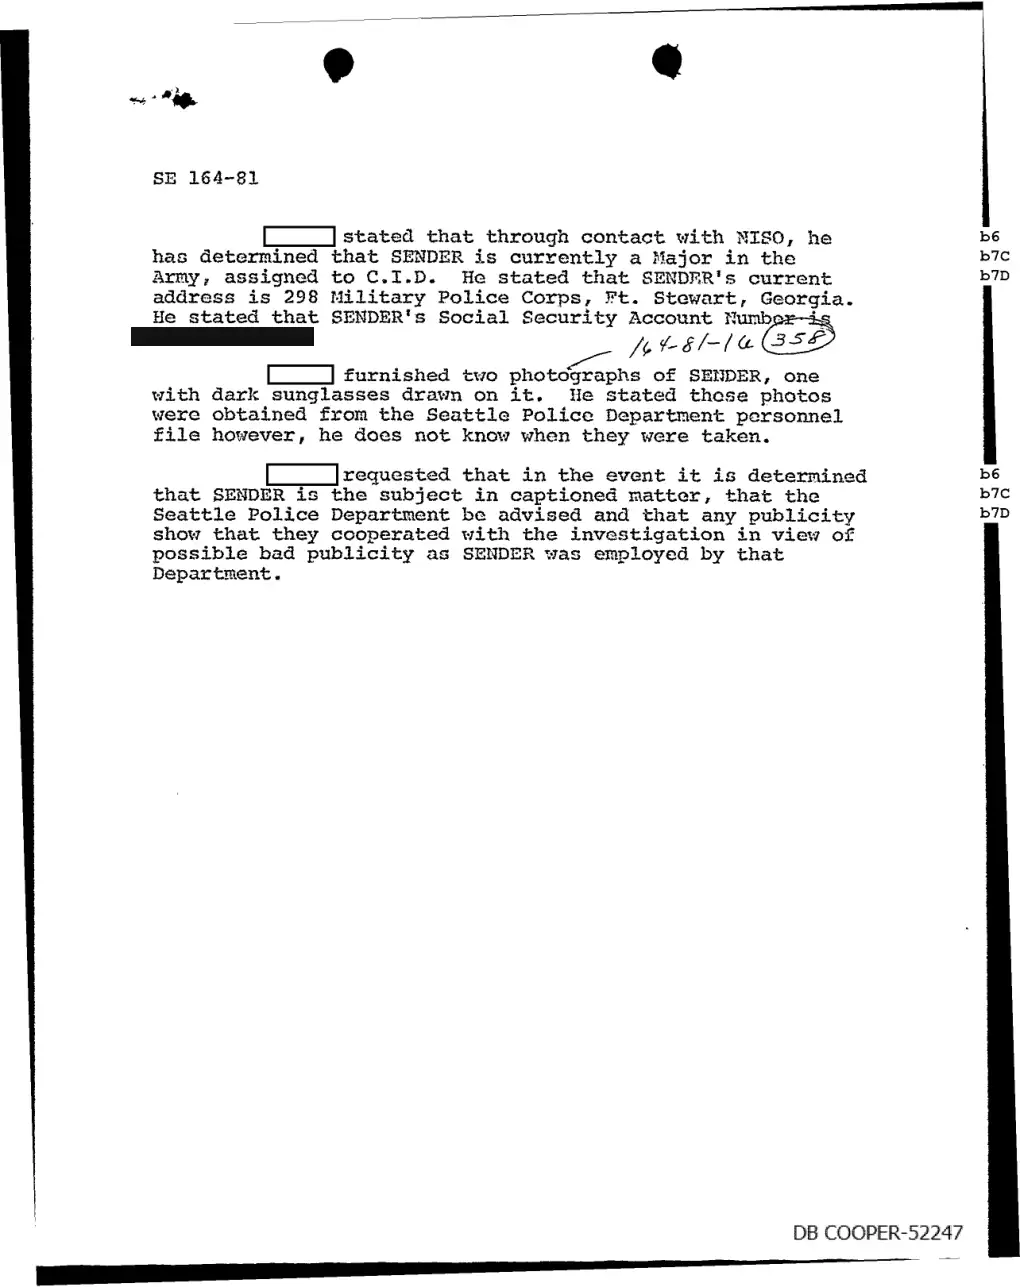 SE 164-81
stated that through contact with NISO, he
has determined that SENDER is currently a Major in the
Army, assigned to C.I.D. He stated that SENDER's current
address is 298 Military Police Corps, Ft. Stewart, Georgia.
He stated that SENDER's Social Security Account Number is
164-81-1a 358
furnished two photographs of SENDER, one
with dark sunglasses drawn on it. He stated these photos
were obtained from the Seattle Police Department personnel
file however, he does not know when they were taken.
requested that in the event it is determined
that SENDER is the subject in captioned matter, that the
Seattle Police Department be advised and that any publicity
show that they cooperated with the investigation in view of
possible bad publicity as SENDER was employed by that
Department.
b6
b7C
b7D
b6
b7C
b7D
DB COOPER-52247